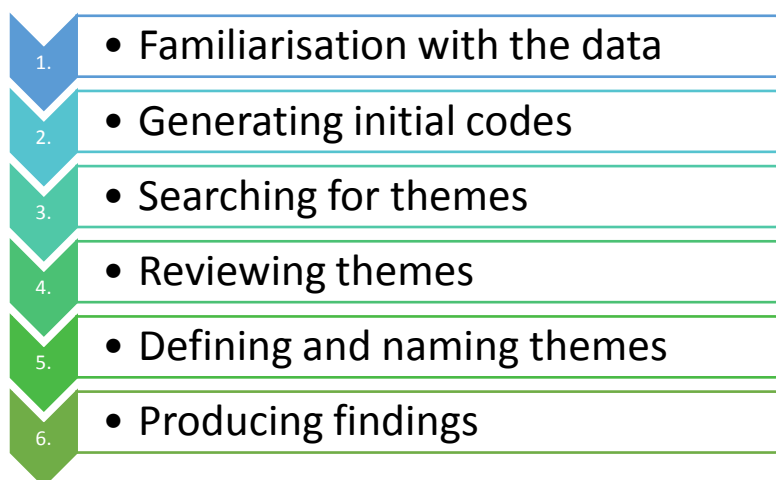 1. • Familiarisation with the data
2. • Generating initial codes
3. • Searching for themes
4. • Reviewing themes
5. • Defining and naming themes
6. • Producing findings